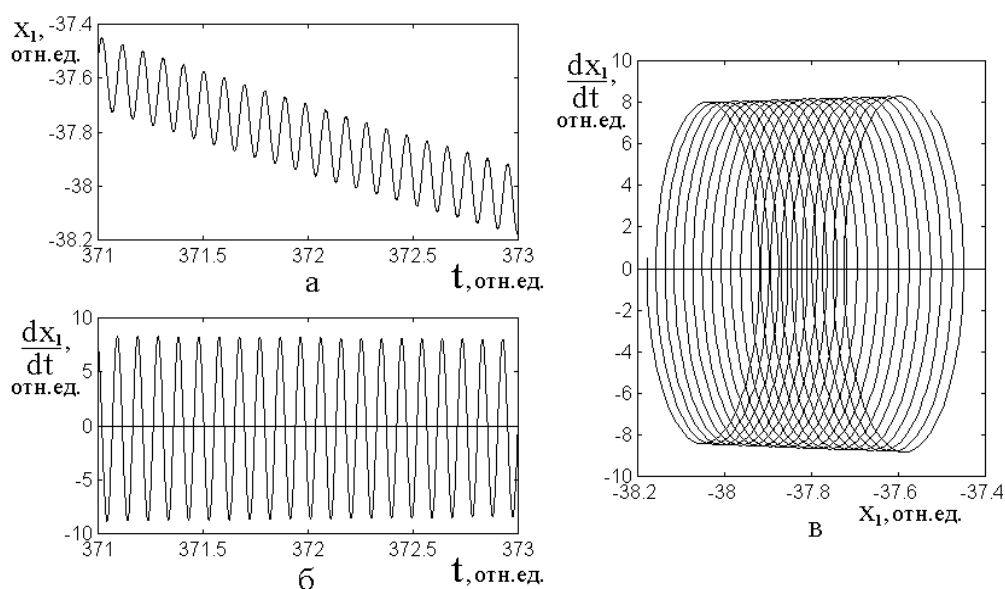 x₁,
отн.ед.
-37.4
-37.6
-37.8
-38
-38.2
371
371.5
372
372.5
373
а
t, отн.ед.
dx₁
dt,
отн.ед.
10
5
0
-5
-10
371
371.5
372
372.5
373
б
t, отн.ед.
dx₁
dt,
отн.ед.
10
8
6
4
2
0
-2
-4
-6
-8
-10
-38.2
-38
-37.8
-37.6
-37.4
x₁, отн.ед.
в